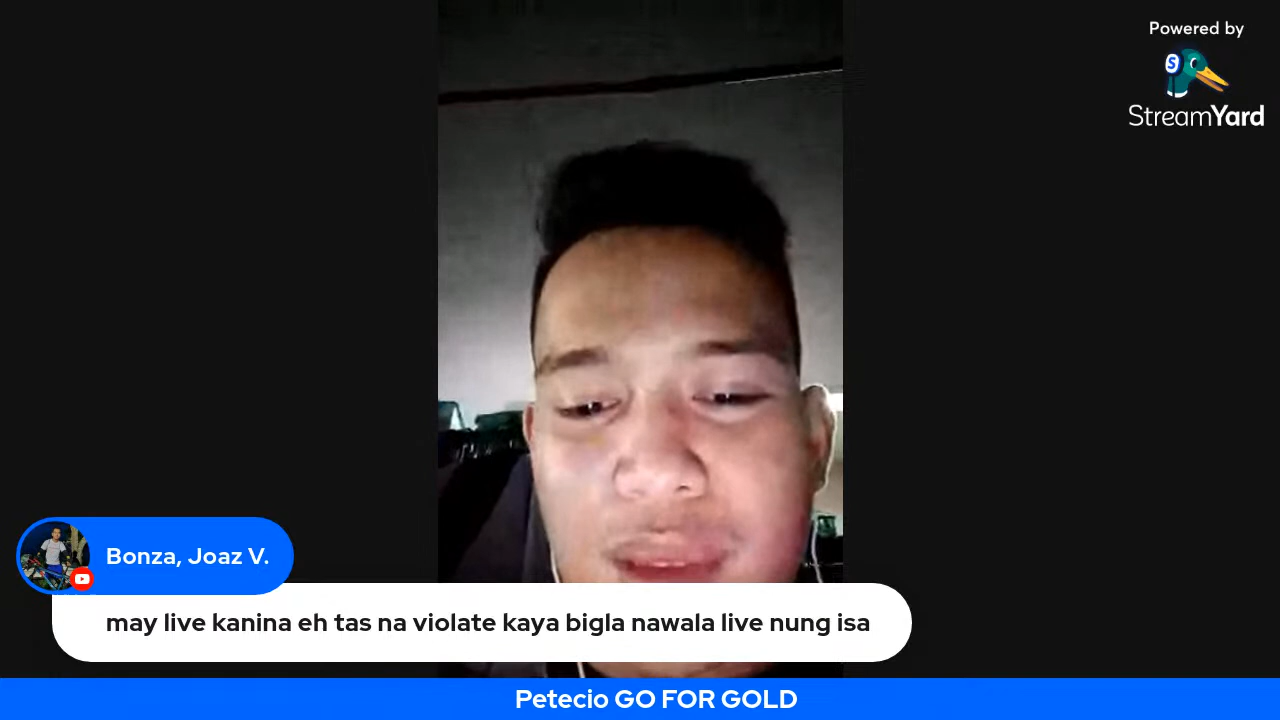 Powered by
StreamYard
Bonza, Joaz V.
may live kanina eh tas na violate kaya bigla nawala live nung isa
Petecio GO FOR GOLD